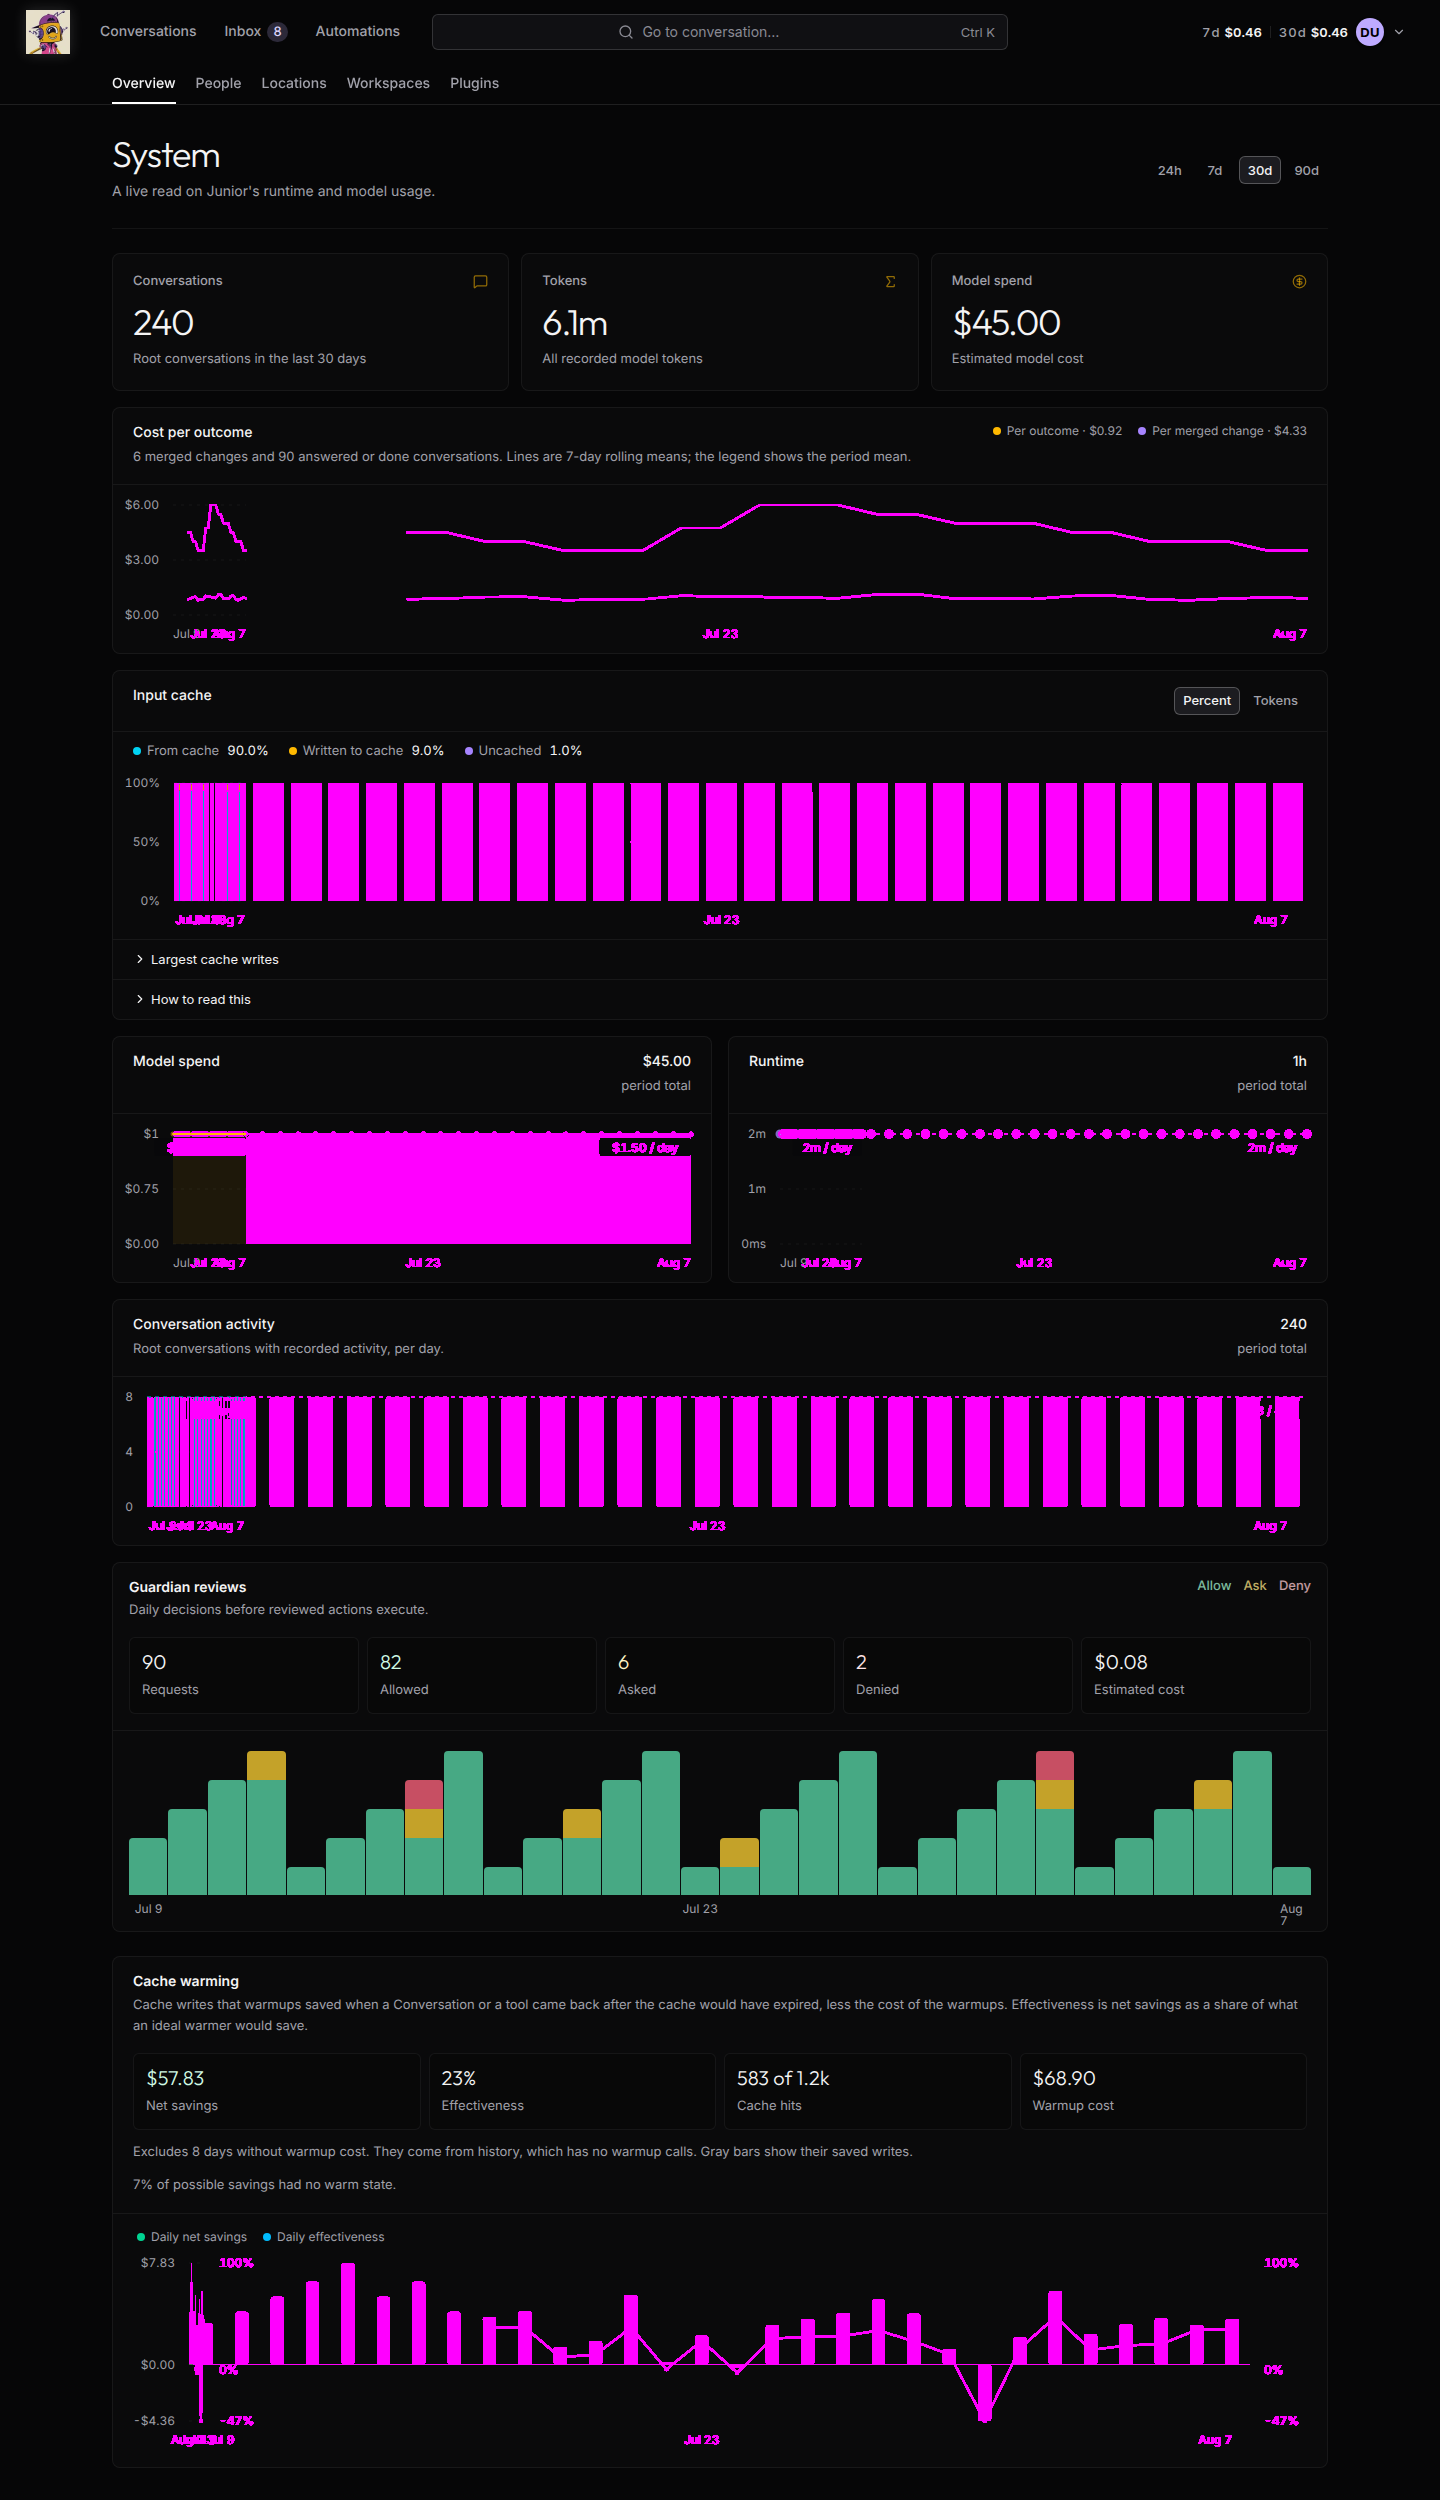 Conversations Inbox 8 Automations Go to conversation... Ctrl K 7d $0.46 30d $0.46 DU
Overview People Locations Workspaces Plugins
System
A live read on Junior's runtime and model usage.
24h 7d 30d 90d
Conversations
240
Root conversations in the last 30 days
Tokens
6.1m
All recorded model tokens
Model spend
$45.00
Estimated model cost
Cost per outcome
Per outcome · $0.92 Per merged change · $4.33
6 merged changes and 90 answered or done conversations. Lines are 7-day rolling means; the legend shows the period mean.
$6.00
$3.00
$0.00
Jul Aug 7 Jul 23 Aug 7
Input cache
Percent Tokens
From cache 90.0% Written to cache 9.0% Uncached 1.0%
100%
50%
0%
Jul 23 Aug 7
Largest cache writes
How to read this
Model spend
$45.00
period total
$1
$1.50 / day
$0.75
$0.00
Jul Aug 7 Jul 23 Aug 7
Runtime
1h
period total
2m
2m / day 2m / day
1m
0ms
Jul 9 Aug 7 Jul 23 Aug 7
Conversation activity
240
Root conversations with recorded activity, per day.
period total
8
4
0
Aug 7 Jul 23 Aug 7
Guardian reviews
Allow Ask Deny
Daily decisions before reviewed actions execute.
90
Requests
82
Allowed
6
Asked
2
Denied
$0.08
Estimated cost
Jul 9 Jul 23 Aug
7
Cache warming
Cache writes that warmups saved when a Conversation or a tool came back after the cache would have expired, less the cost of the warmups. Effectiveness is net savings as a share of what
an ideal warmer would save.
$57.83
Net savings
23%
Effectiveness
583 of 1.2k
Cache hits
$68.90
Warmup cost
Excludes 8 days without warmup cost. They come from history, which has no warmup calls. Gray bars show their saved writes.
7% of possible savings had no warm state.
Daily net savings Daily effectiveness
$7.83 100% 100%
$0.00 0% 0%
-$4.36 -47% -47%
Jul 9 Jul 23 Aug 7